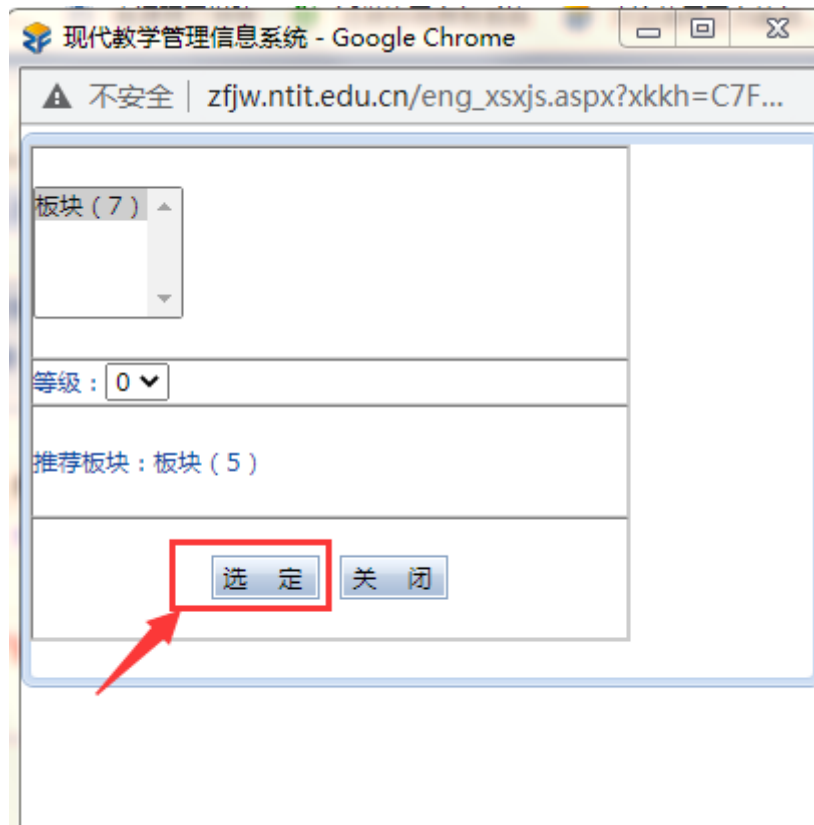 现代教学管理信息系统 - Google Chrome
不安全 | zfjw.ntit.edu.cn/eng_xsxjs.aspx?xkkh=C7F...
板块（7）
等级：0
推荐板块：板块（5）
选 定 关 闭